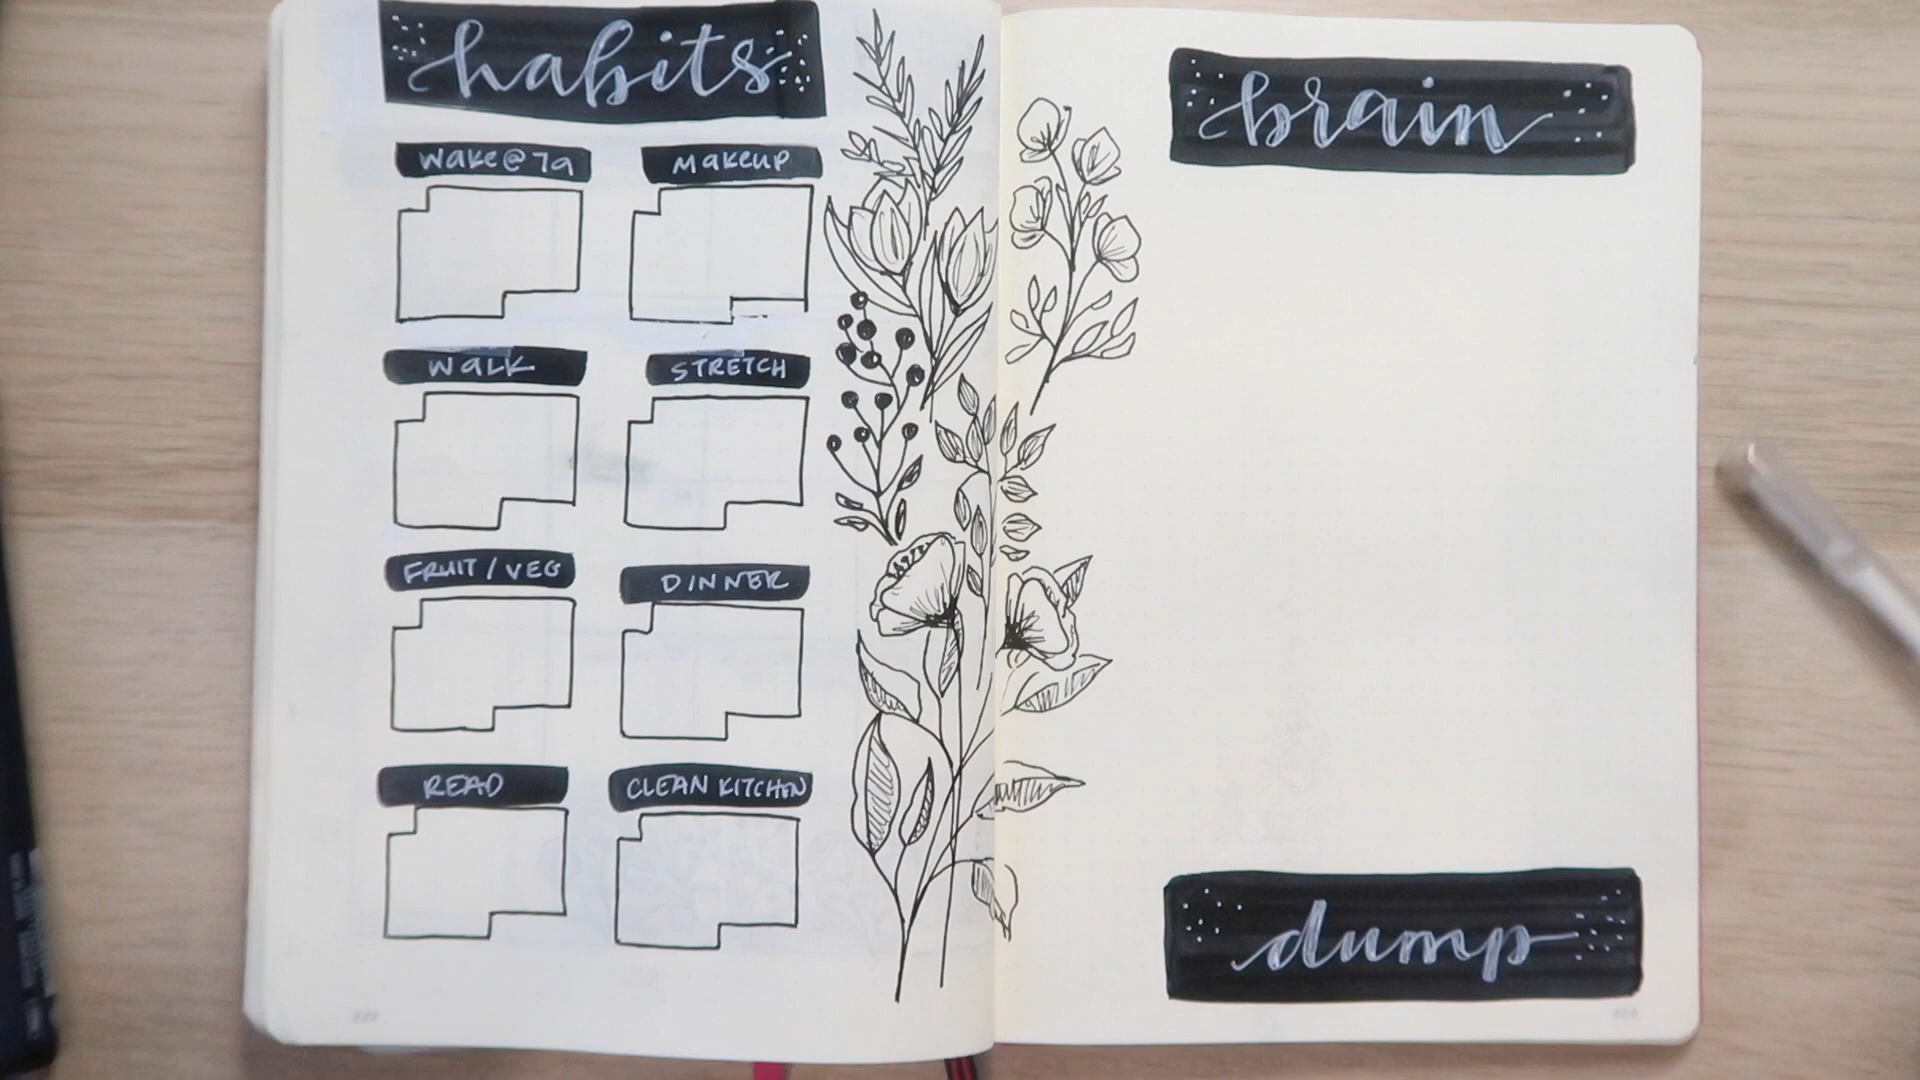 habits
Wake@7a
Makeup
Walk
STRETCH
FRUIT/VEG
DINNER
READ
CLEAN KITCHEN
brain
dump